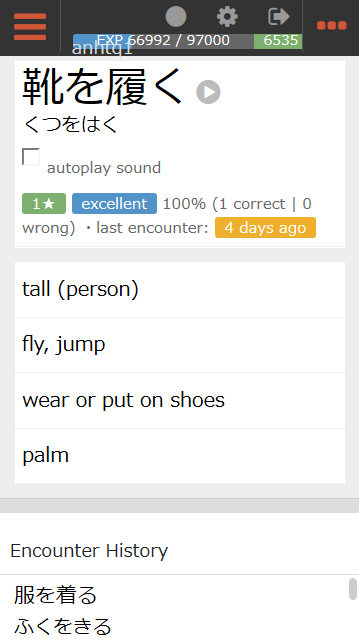 EXP 66992 / 97000 6535
anhtq1
靴を履く
くつをはく
autoplay sound
1★ excellent 100% (1 correct | 0
wrong) ・last encounter: 4 days ago
tall (person)
fly, jump
wear or put on shoes
palm
Encounter History
服を着る
ふくをきる